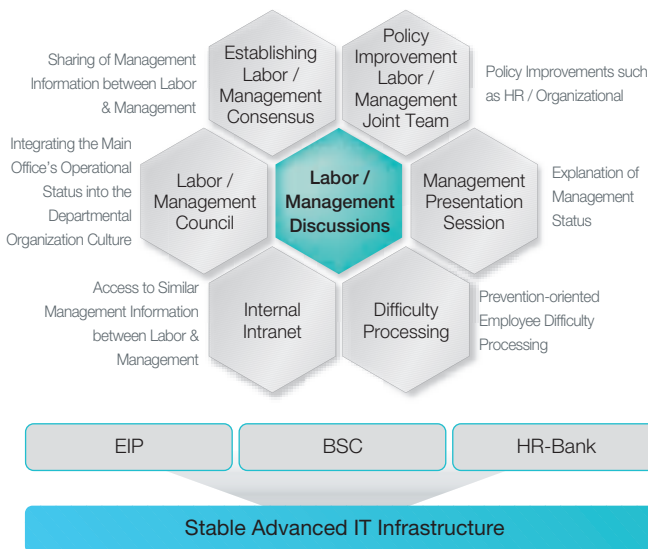 Sharing of Management
Information between Labor
& Management
Establishing
Labor /
Management
Consensus
Policy
Improvement
Labor /
Management
Joint Team
Policy Improvements such
as HR / Organizational
Integrating the Main
Office's Operational
Status into the
Departmental
Organization Culture
Labor /
Management
Council
Labor /
Management
Discussions
Management
Presentation
Session
Explanation of
Management
Status
Access to Similar
Management Information
between Labor &
Management
Internal
Intranet
Difficulty
Processing
Prevention-oriented
Employee Difficulty
Processing
EIP
BSC
HR-Bank
Stable Advanced IT Infrastructure